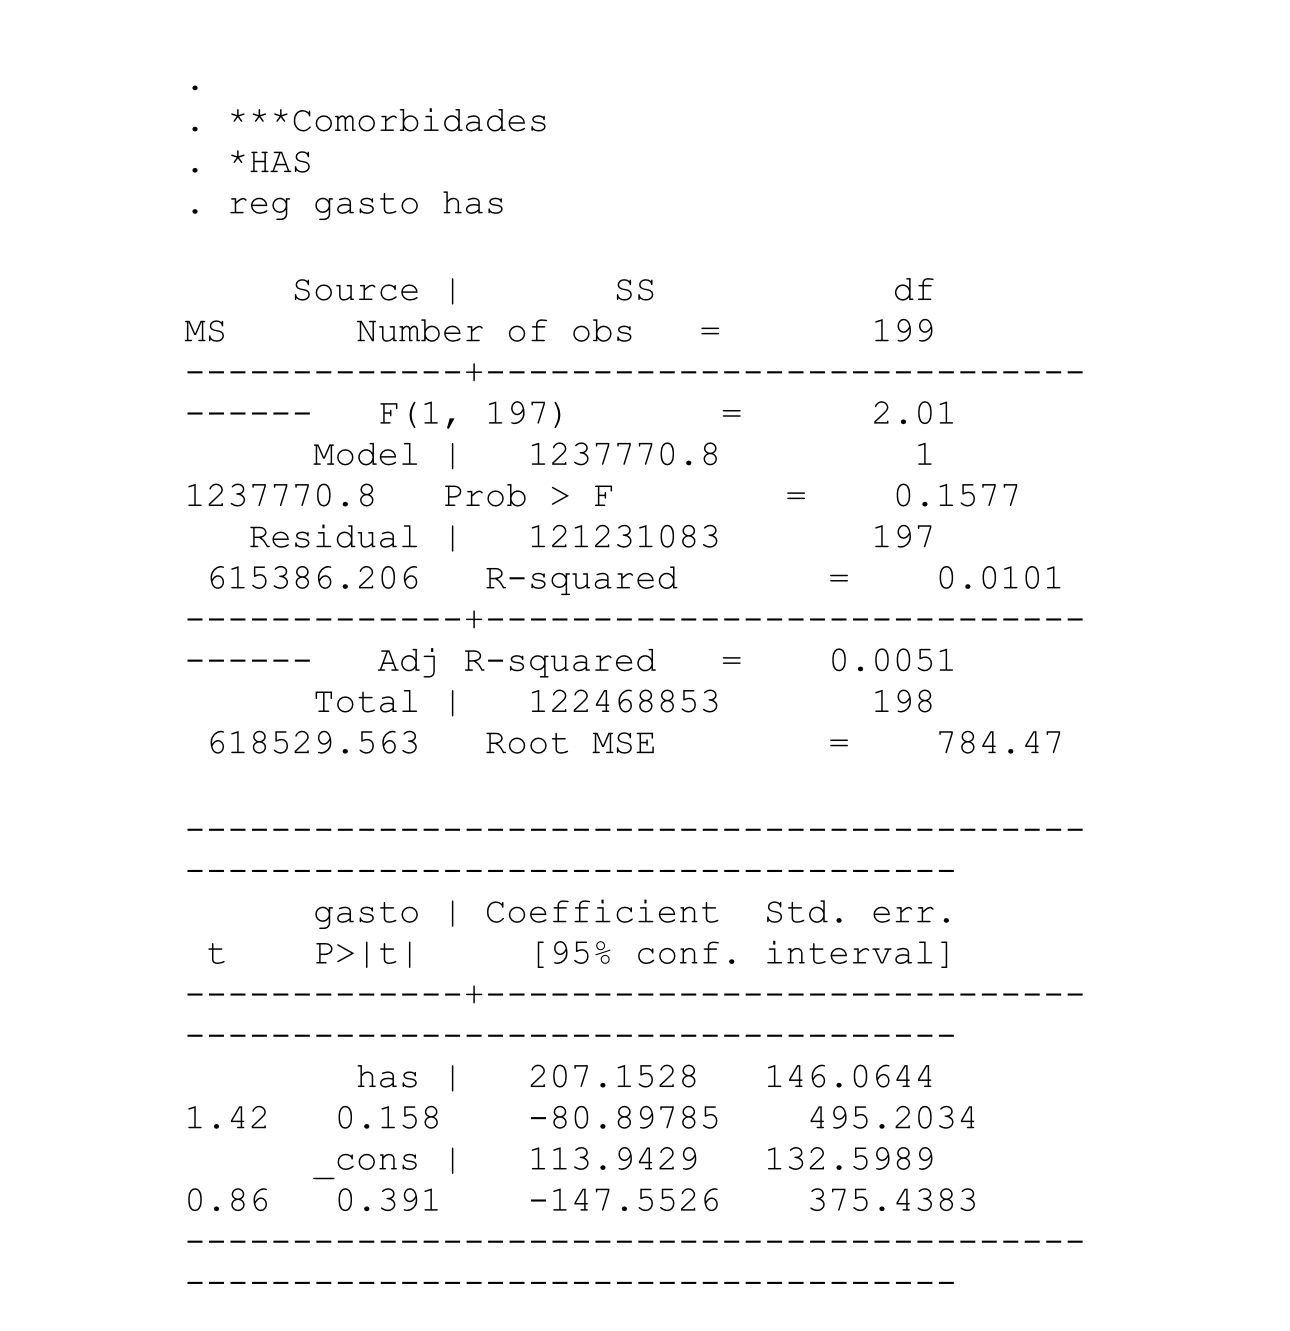 .
. ***Comorbidades
. *HAS
. reg gasto has

     Source |       SS           df
MS      Number of obs   =       199
-------------+----------------------------
------   F(1, 197)       =      2.01
      Model |   1237770.8         1
1237770.8   Prob > F        =    0.1577
   Residual |   121231083       197
 615386.206   R-squared       =    0.0101
-------------+----------------------------
------   Adj R-squared   =    0.0051
      Total |   122468853       198
 618529.563   Root MSE        =    784.47

------------------------------------------
------------------------------------
      gasto | Coefficient  Std. err.
 t    P>|t|     [95% conf. interval]
-------------+----------------------------
------------------------------------
        has |   207.1528   146.0644
1.42   0.158    -80.89785    495.2034
      _cons |   113.9429   132.5989
0.86   0.391    -147.5526    375.4383
------------------------------------------
------------------------------------